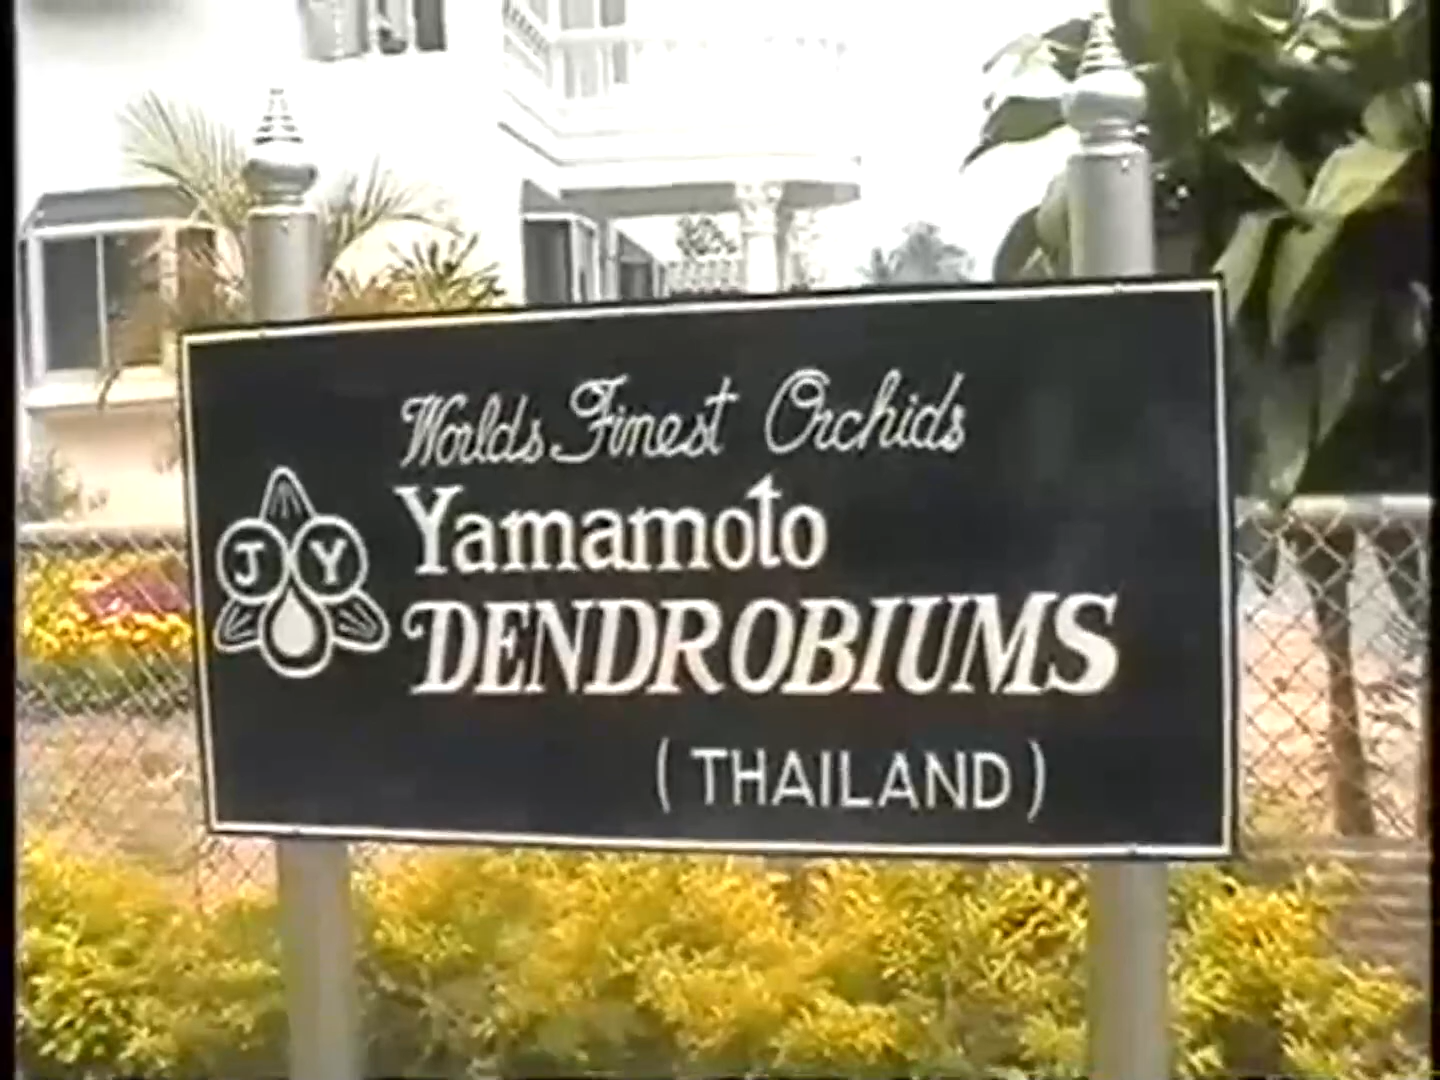 Worlds Finest Orchids
J Y
Yamamoto
DENDROBIUMS
(THAILAND)